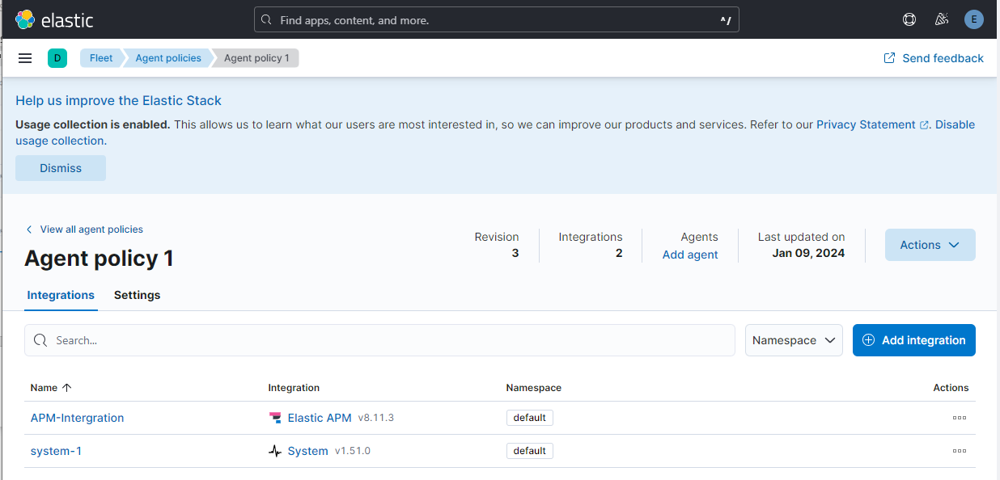 elastic
Find apps, content, and more.
^/
E
D
Fleet
Agent policies
Agent policy 1
Send feedback
Help us improve the Elastic Stack
Usage collection is enabled. This allows us to learn what our users are most interested in, so we can improve our products and services. Refer to our Privacy Statement. Disable
usage collection.
Dismiss
View all agent policies
Agent policy 1
Revision
3
Integrations
2
Agents
Add agent
Last updated on
Jan 09, 2024
Actions
Integrations
Settings
Search...
Namespace
Add integration
Name Integration Namespace Actions
APM-Intergration Elastic APM v8.11.3 default
system-1 System v1.51.0 default